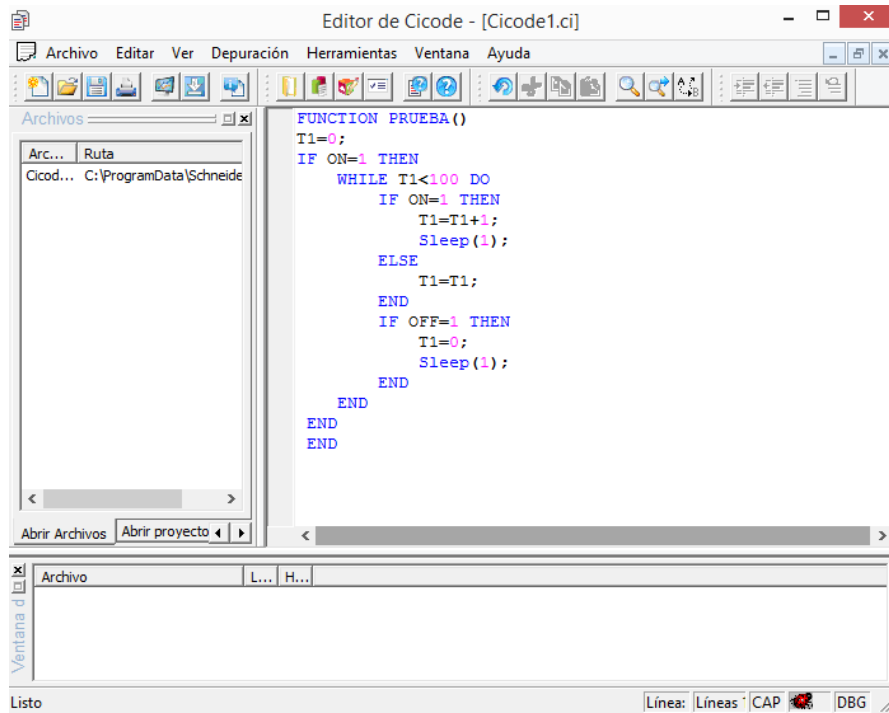 Editor de Cicode - [Cicode1.ci]
Archivo Editar Ver Depuración Herramientas Ventana Ayuda
Archivos
Arc... Ruta
Cicod... C:\ProgramData\Schneide
Abrir Archivos Abrir proyecto
FUNCTION PRUEBA()
T1=0;
IF ON=1 THEN
WHILE T1<100 DO
IF ON=1 THEN
T1=T1+1;
Sleep(1);
ELSE
T1=T1;
END
IF OFF=1 THEN
T1=0;
Sleep(1);
END
END
END
END
Archivo L... H...
Ventana d
Listo Línea: Líneas CAP DBG